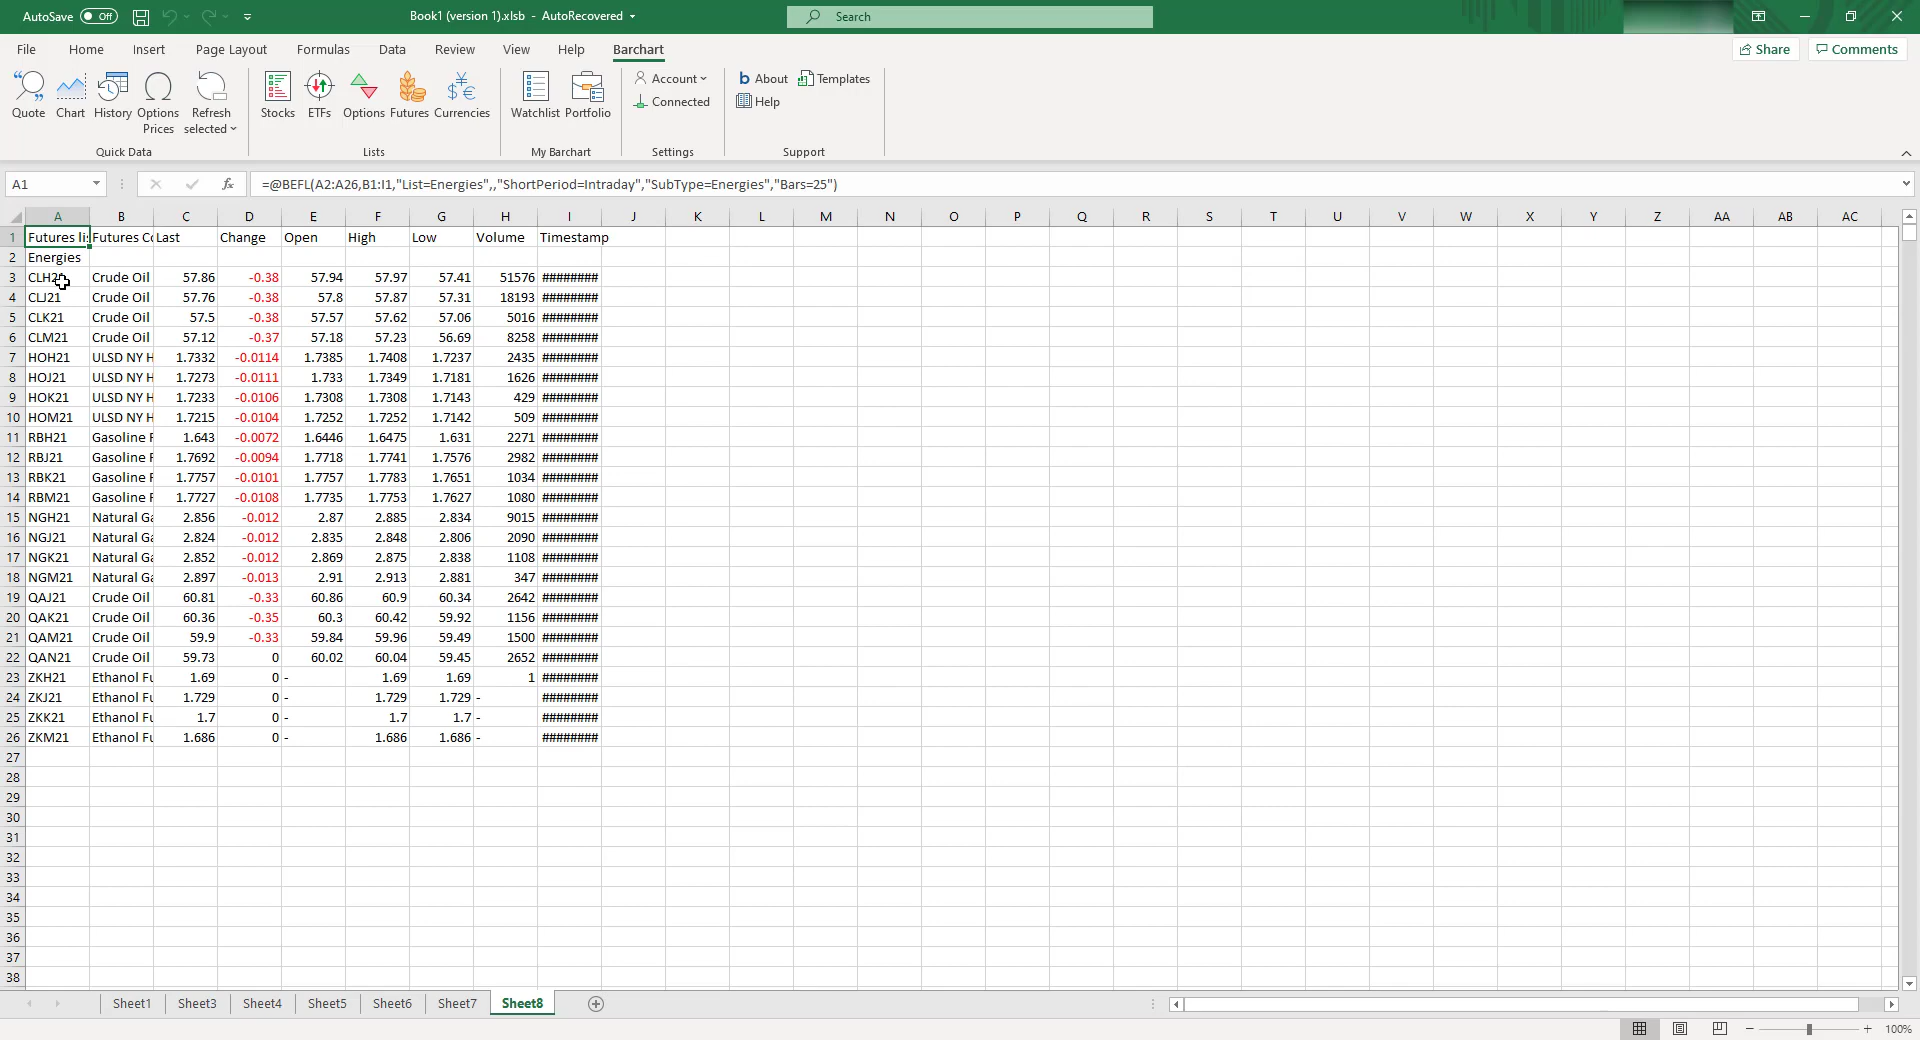 AutoSave Off Book1 (version 1).xlsb - AutoRecovered Search
File Home Insert Page Layout Formulas Data Review View Help Barchart Share Comments
Quote Chart History Options Prices Refresh selected
Quick Data
Stocks ETFs Options Futures Currencies
Lists
Watchlist Portfolio
My Barchart
Account
Connected
Settings
About Templates
Help
Support
A1 fx =@BEFL(A2:A26,B1:I1,"List=Energies",,"ShortPeriod=Intraday","SubType=Energies","Bars=25")
A B C D E F G H I J K L M N O P Q R S T U V W X Y Z AA AB AC
1 Futures Last Change Open High Low Volume Timestamp
2 Energies
3 Crude Oil 57.86 -0.38 57.94 57.97 57.41 51576 ########
4 CLJ21 Crude Oil 57.76 -0.38 57.8 57.87 57.31 18193 ########
5 CLK21 Crude Oil 57.5 -0.38 57.57 57.62 57.06 5016 ########
6 CLM21 Crude Oil 57.12 -0.37 57.18 57.23 56.69 8258 ########
7 HOH21 ULSD NY H 1.7332 -0.0114 1.7385 1.7408 1.7237 2435 ########
8 HOJ21 ULSD NY H 1.7273 -0.0111 1.733 1.7349 1.7181 1626 ########
9 HOK21 ULSD NY H 1.7233 -0.0106 1.7308 1.7308 1.7143 429 ########
10 HOM21 ULSD NY H 1.7215 -0.0104 1.7252 1.7252 1.7142 509 ########
11 RBH21 Gasoline 1.643 -0.0072 1.6446 1.6475 1.631 2271 ########
12 RBJ21 Gasoline 1.7692 -0.0094 1.7718 1.7741 1.7576 2982 ########
13 RBK21 Gasoline 1.7757 -0.0101 1.7757 1.7783 1.7651 1034 ########
14 RBM21 Gasoline 1.7727 -0.0108 1.7735 1.7753 1.7627 1080 ########
15 NGH21 Natural Ga 2.856 -0.012 2.87 2.885 2.834 9015 ########
16 NGJ21 Natural Ga 2.824 -0.012 2.835 2.848 2.806 2090 ########
17 NGK21 Natural Ga 2.852 -0.012 2.869 2.875 2.838 1108 ########
18 NGM21 Natural Ga 2.897 -0.013 2.91 2.913 2.881 347 ########
19 QAJ21 Crude Oil 60.81 -0.33 60.86 60.9 60.34 2642 ########
20 QAK21 Crude Oil 60.36 -0.35 60.3 60.42 59.92 1156 ########
21 QAM21 Crude Oil 59.9 -0.33 59.84 59.96 59.49 1500 ########
22 QAN21 Crude Oil 59.73 0 60.02 60.04 59.45 2652 ########
23 ZKH21 Ethanol Fu 1.69 0 - 1.69 1.69 1 ########
24 ZKJ21 Ethanol Fu 1.729 0 - 1.729 1.729 - ########
25 ZKK21 Ethanol Fu 1.7 0 - 1.7 1.7 - ########
26 ZKM21 Ethanol Fu 1.686 0 - 1.686 1.686 - ########
27
28
29
30
31
32
33
34
35
36
37
38
Sheet1 Sheet3 Sheet4 Sheet5 Sheet6 Sheet7 Sheet8
100%